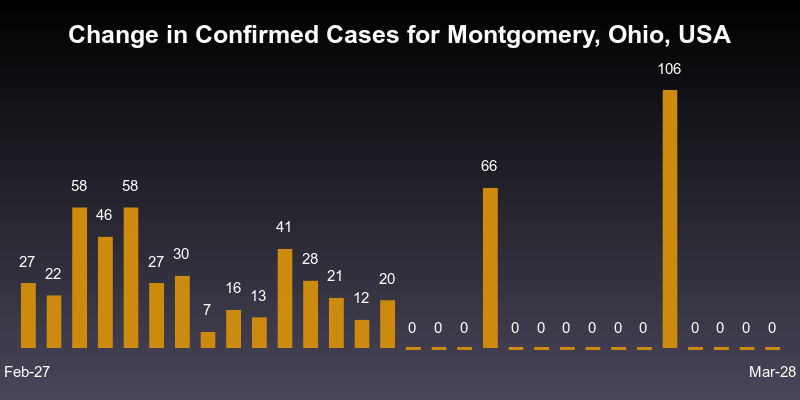 Change in Confirmed Cases for Montgomery, Ohio, USA
27 22 58 46 58 27 30 7 16 13 41 28 21 12 20 0 0 0 66 0 0 0 0 0 0 106 0 0 0 0
Feb-27 Mar-28